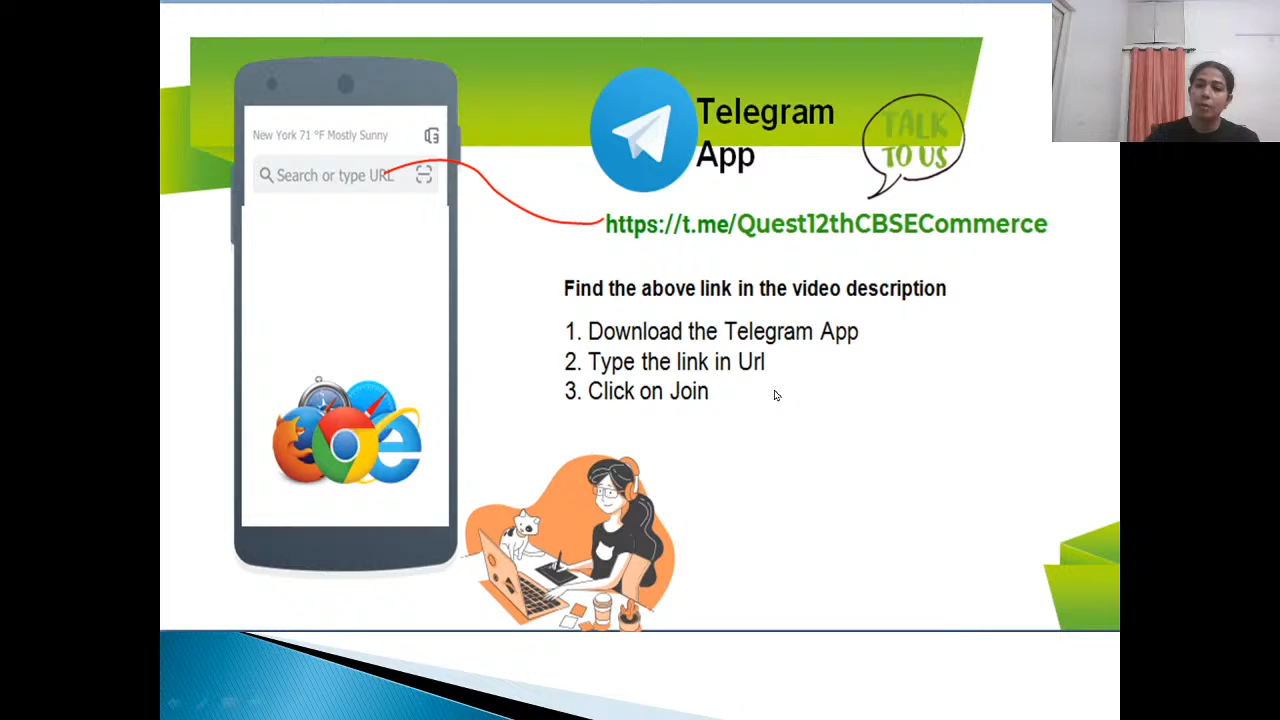 New York 71 °F Mostly Sunny
Search or type URL
Telegram
App
TALK
TO US
https://t.me/Quest12thCBSECommerce
Find the above link in the video description
1. Download the Telegram App
2. Type the link in Url
3. Click on Join